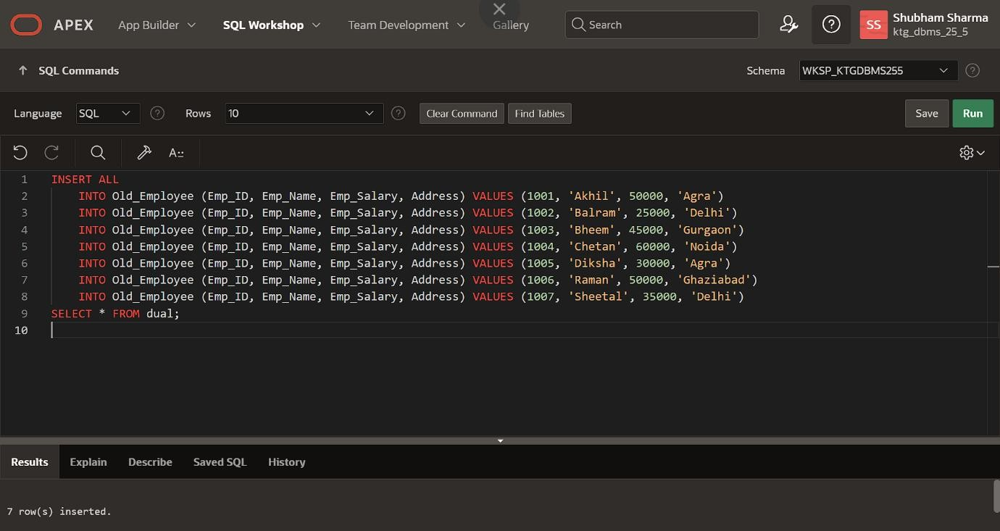 APEX App Builder SQL Workshop Team Development Gallery Search SS Shubham Sharma
ktg_dbms_25_5
SQL Commands Schema WKSP_KTGDBMS255
Language SQL Rows 10 Clear Command Find Tables Save Run
A::
1 INSERT ALL
2 INTO Old_Employee (Emp_ID, Emp_Name, Emp_Salary, Address) VALUES (1001, 'Akhil', 50000, 'Agra')
3 INTO Old_Employee (Emp_ID, Emp_Name, Emp_Salary, Address) VALUES (1002, 'Balram', 25000, 'Delhi')
4 INTO Old_Employee (Emp_ID, Emp_Name, Emp_Salary, Address) VALUES (1003, 'Bheem', 45000, 'Gurgaon')
5 INTO Old_Employee (Emp_ID, Emp_Name, Emp_Salary, Address) VALUES (1004, 'Chetan', 60000, 'Noida')
6 INTO Old_Employee (Emp_ID, Emp_Name, Emp_Salary, Address) VALUES (1005, 'Diksha', 30000, 'Agra')
7 INTO Old_Employee (Emp_ID, Emp_Name, Emp_Salary, Address) VALUES (1006, 'Raman', 50000, 'Ghaziabad')
8 INTO Old_Employee (Emp_ID, Emp_Name, Emp_Salary, Address) VALUES (1007, 'Sheetal', 35000, 'Delhi')
9 SELECT * FROM dual;
10
Results Explain Describe Saved SQL History
7 row(s) inserted.